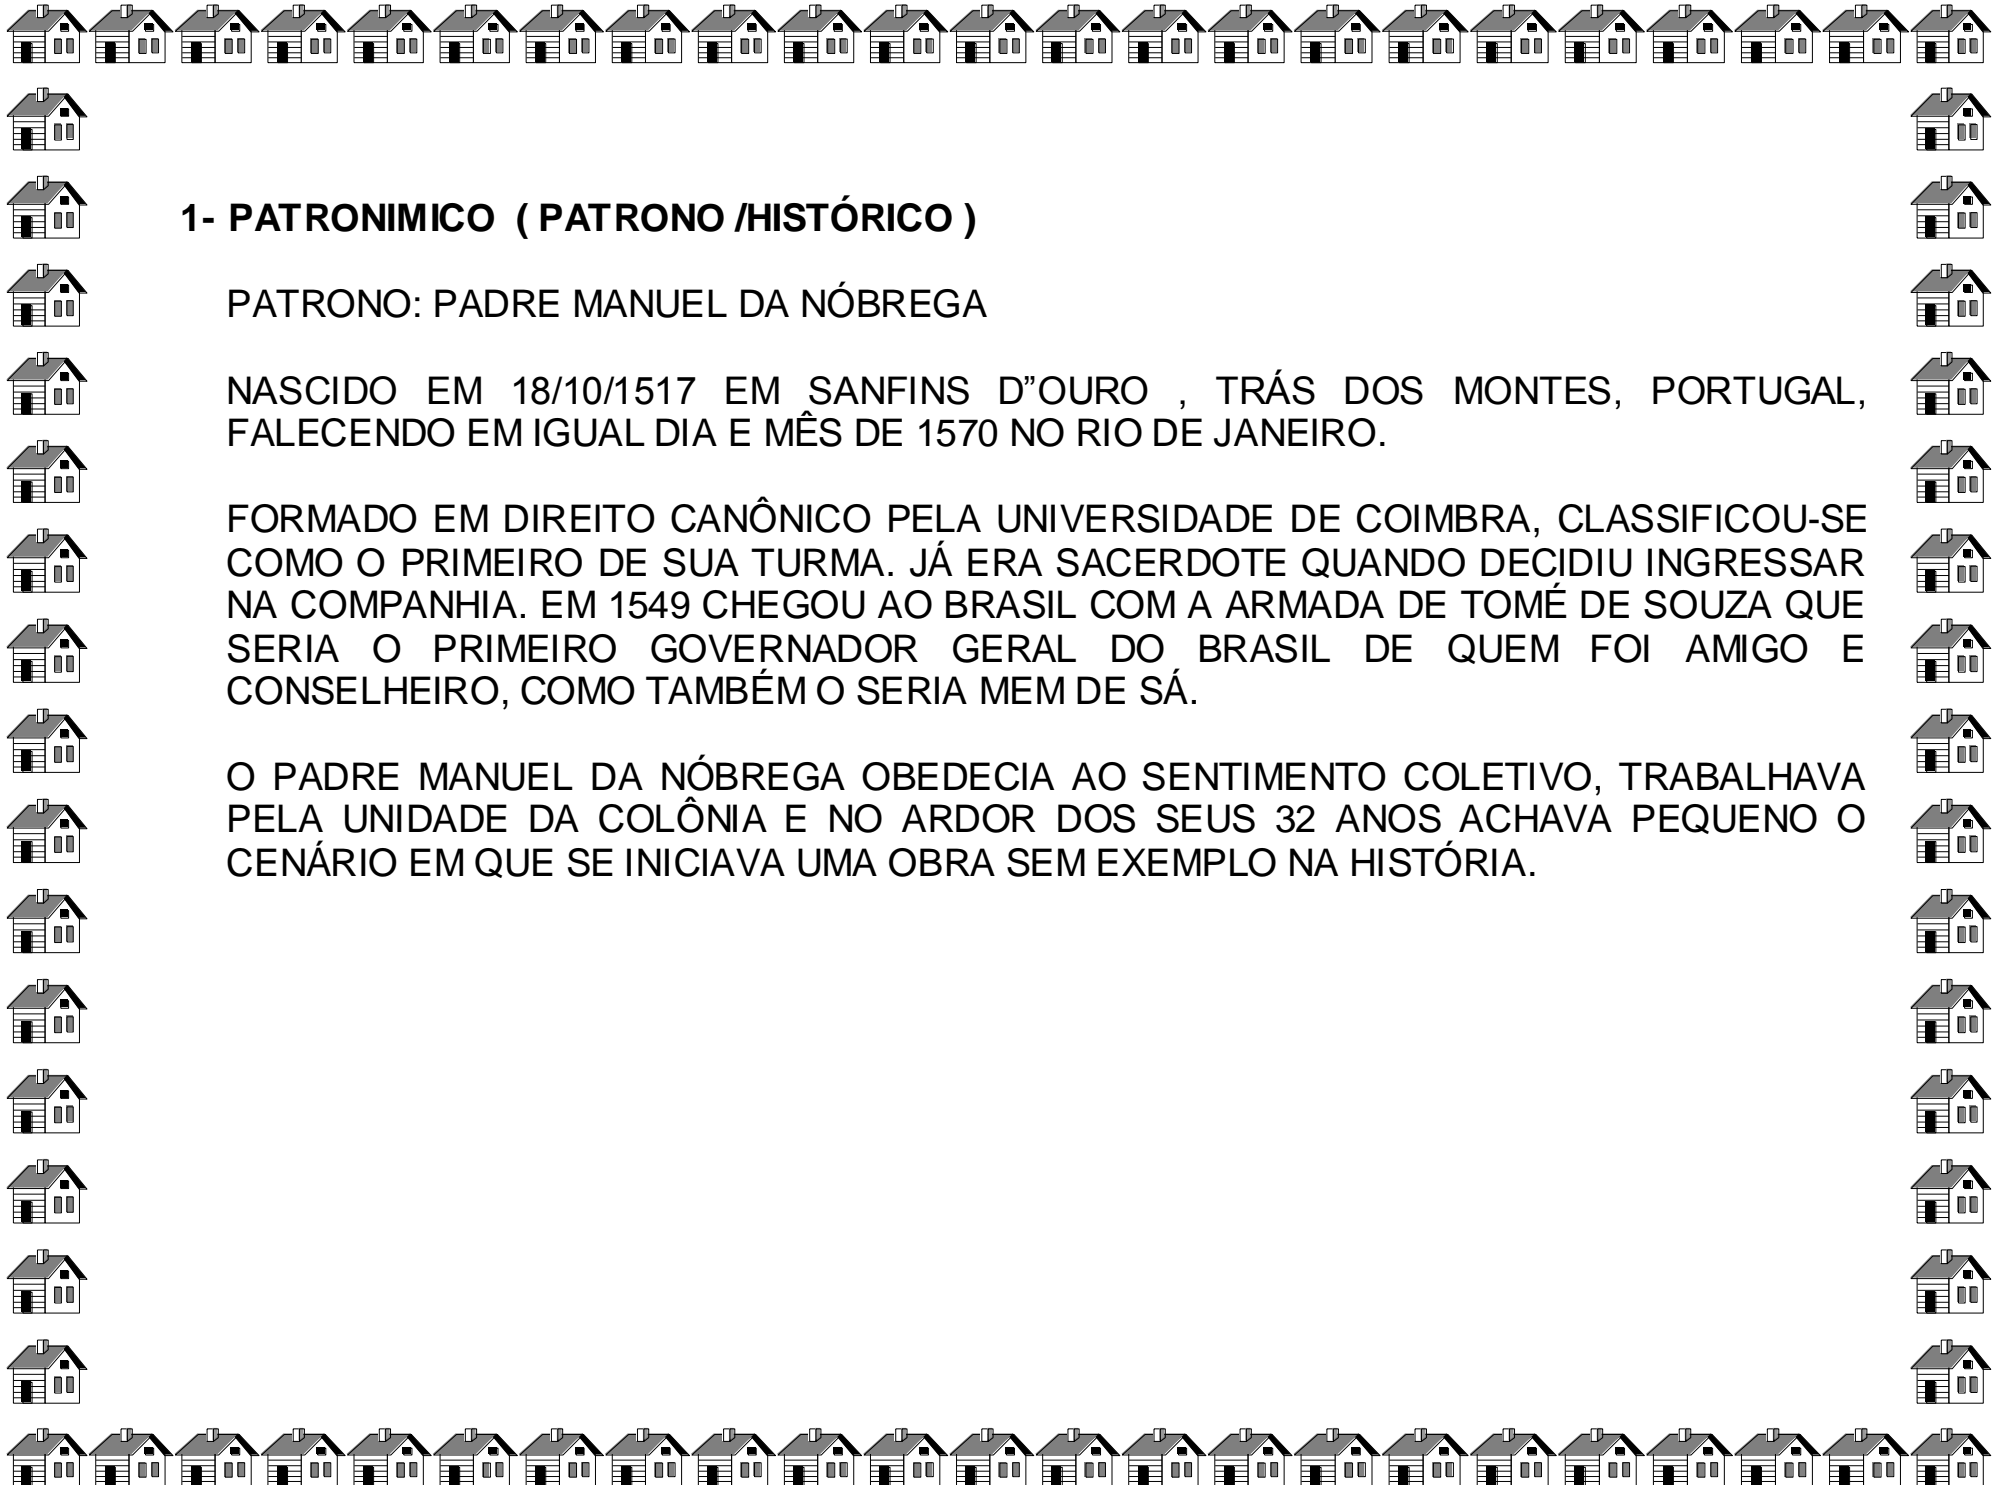 1- PATRONIMICO ( PATRONO /HISTÓRICO )
PATRONO: PADRE MANUEL DA NÓBREGA
NASCIDO EM 18/10/1517 EM SANFINS D”OURO , TRÁS DOS MONTES, PORTUGAL,
FALECENDO EM IGUAL DIA E MÊS DE 1570 NO RIO DE JANEIRO.
FORMADO EM DIREITO CANÔNICO PELA UNIVERSIDADE DE COIMBRA, CLASSIFICOU-SE
COMO O PRIMEIRO DE SUA TURMA. JÁ ERA SACERDOTE QUANDO DECIDIU INGRESSAR
NA COMPANHIA. EM 1549 CHEGOU AO BRASIL COM A ARMADA DE TOMÉ DE SOUZA QUE
SERIA O PRIMEIRO GOVERNADOR GERAL DO BRASIL DE QUEM FOI AMIGO E
CONSELHEIRO, COMO TAMBÉM O SERIA MEM DE SÁ.
O PADRE MANUEL DA NÓBREGA OBEDECIA AO SENTIMENTO COLETIVO, TRABALHAVA
PELA UNIDADE DA COLÔNIA E NO ARDOR DOS SEUS 32 ANOS ACHAVA PEQUENO O
CENÁRIO EM QUE SE INICIAVA UMA OBRA SEM EXEMPLO NA HISTÓRIA.